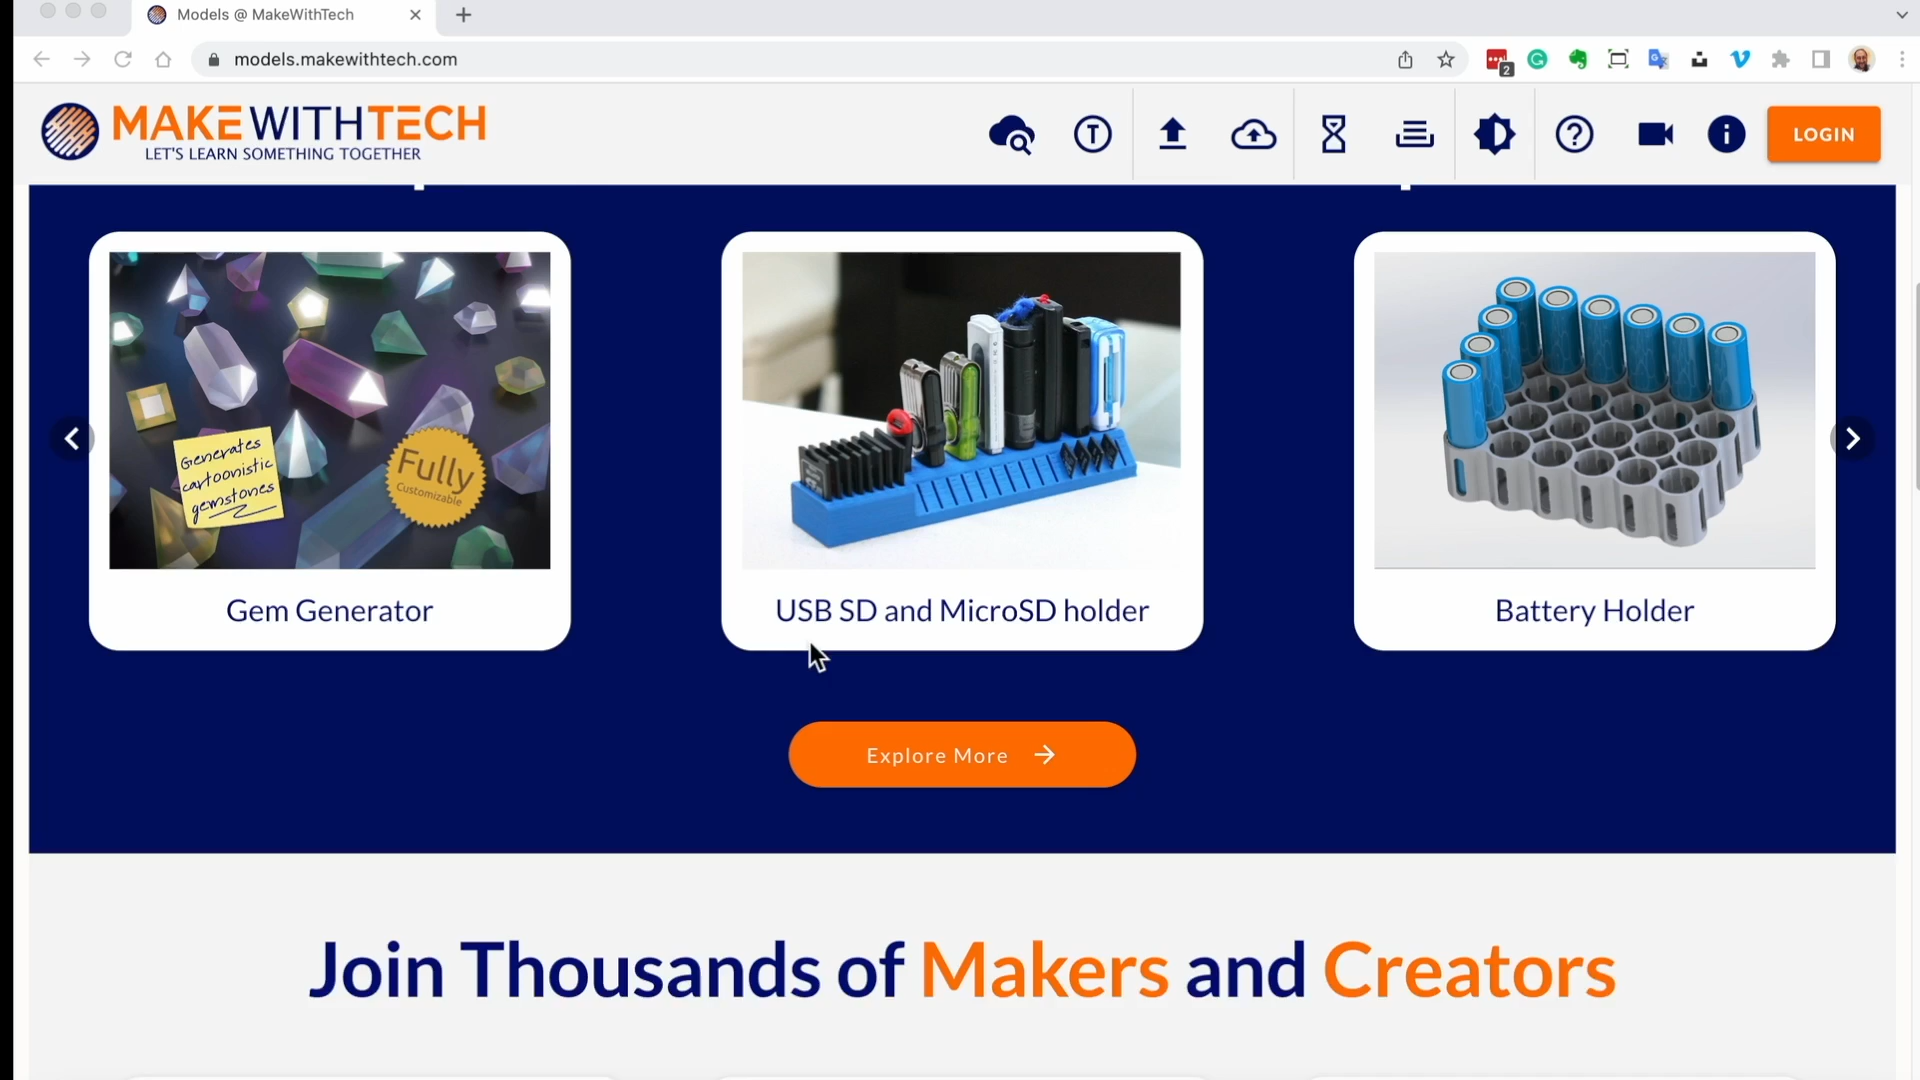 Models @ MakeWithTech
models.makewithtech.com
2
MAKE WITH TECH
LET'S LEARN SOMETHING TOGETHER
T
?
i
LOGIN
Generates
cartoonistic
gemstones
Fully
Customizable
Gem Generator
USB SD and MicroSD holder
Battery Holder
Explore More
Join Thousands of Makers and Creators